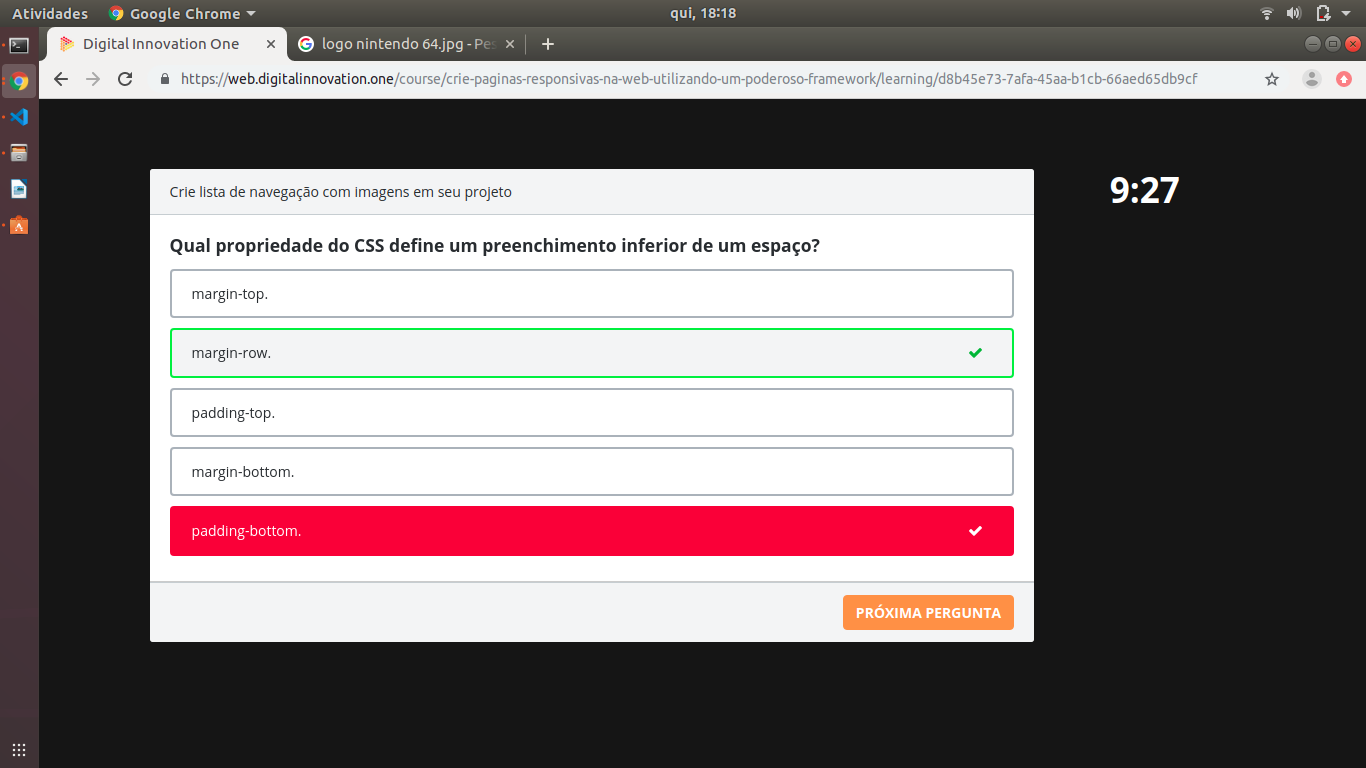 Atividades Google Chrome qui, 18:18
Digital Innovation One logo nintendo 64.jpg - Pes
https://web.digitalinnovation.one/course/crie-paginas-responsivas-na-web-utilizando-um-poderoso-framework/learning/d8b45e73-7afa-45aa-b1cb-66aed65db9cf
Crie lista de navegação com imagens em seu projeto
9:27
Qual propriedade do CSS define um preenchimento inferior de um espaço?
margin-top.
margin-row.
padding-top.
margin-bottom.
padding-bottom.
PRÓXIMA PERGUNTA